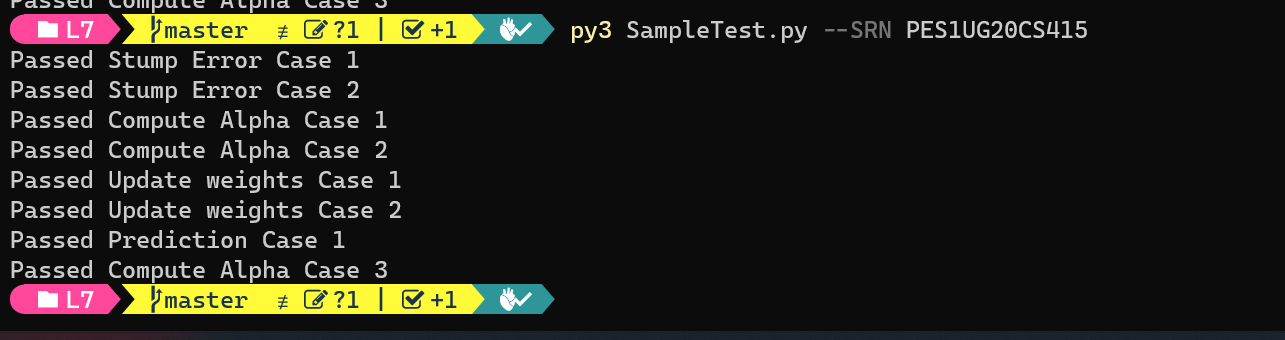 Passed Compute Alpha Case 3
L7 master ≢ ?1 | +1 py3 SampleTest.py --SRN PES1UG20CS415
Passed Stump Error Case 1
Passed Stump Error Case 2
Passed Compute Alpha Case 1
Passed Compute Alpha Case 2
Passed Update weights Case 1
Passed Update weights Case 2
Passed Prediction Case 1
Passed Compute Alpha Case 3
L7 master ≢ ?1 | +1